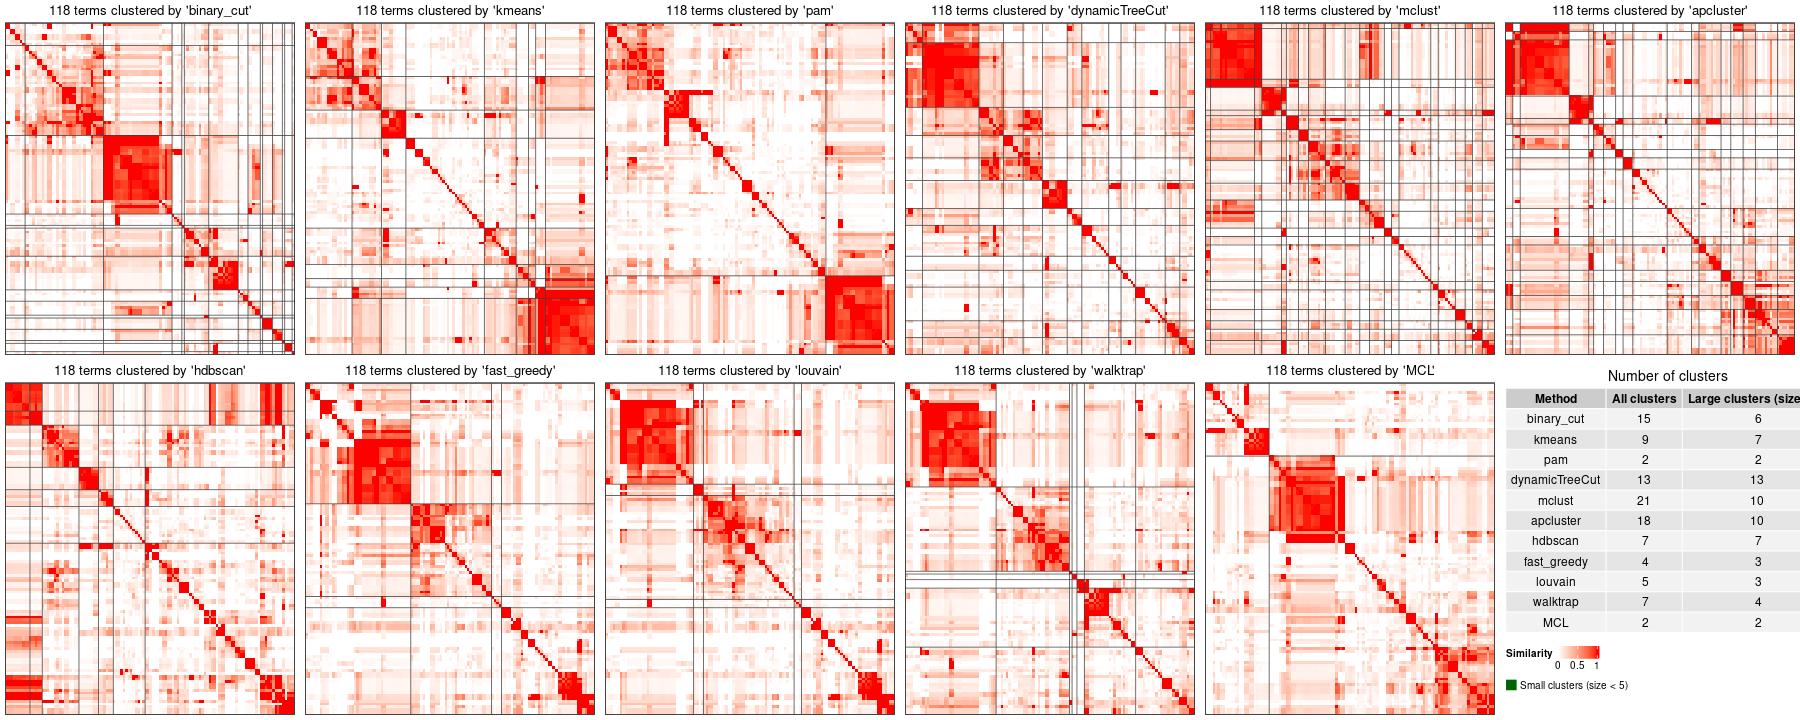 118 terms clustered by 'binary_cut'
118 terms clustered by 'kmeans'
118 terms clustered by 'pam'
118 terms clustered by 'dynamicTreeCut'
118 terms clustered by 'mclust'
118 terms clustered by 'apcluster'
118 terms clustered by 'hdbscan'
118 terms clustered by 'fast_greedy'
118 terms clustered by 'louvain'
118 terms clustered by 'walktrap'
118 terms clustered by 'MCL'
Number of clusters
Method All clusters Large clusters (size
binary_cut 15 6
kmeans 9 7
pam 2 2
dynamicTreeCut 13 13
mclust 21 10
apcluster 18 10
hdbscan 7 7
fast_greedy 4 3
louvain 5 3
walktrap 7 4
MCL 2 2
Similarity
0 0.5 1
Small clusters (size < 5)